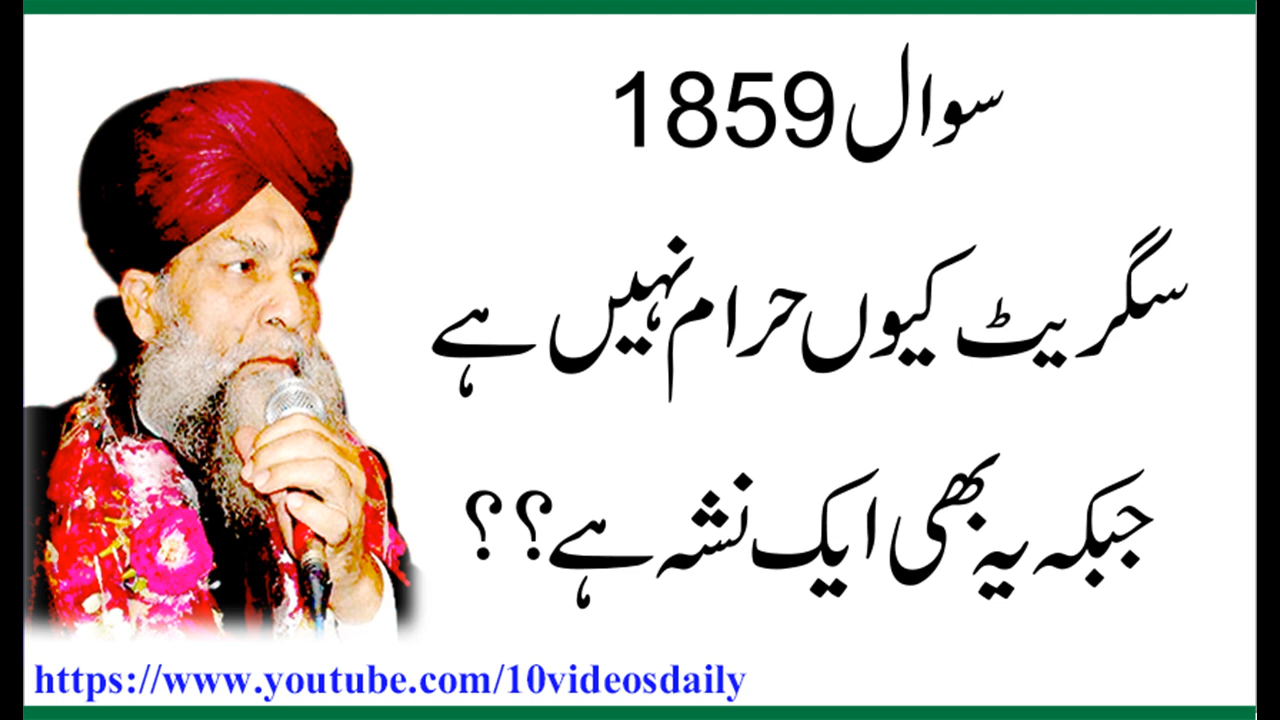 سوال 1859
سگریٹ کیوں حرام نہیں ہے
جبکہ یہ بھی ایک نشہ ہے؟؟
https://www.youtube.com/10videosdaily